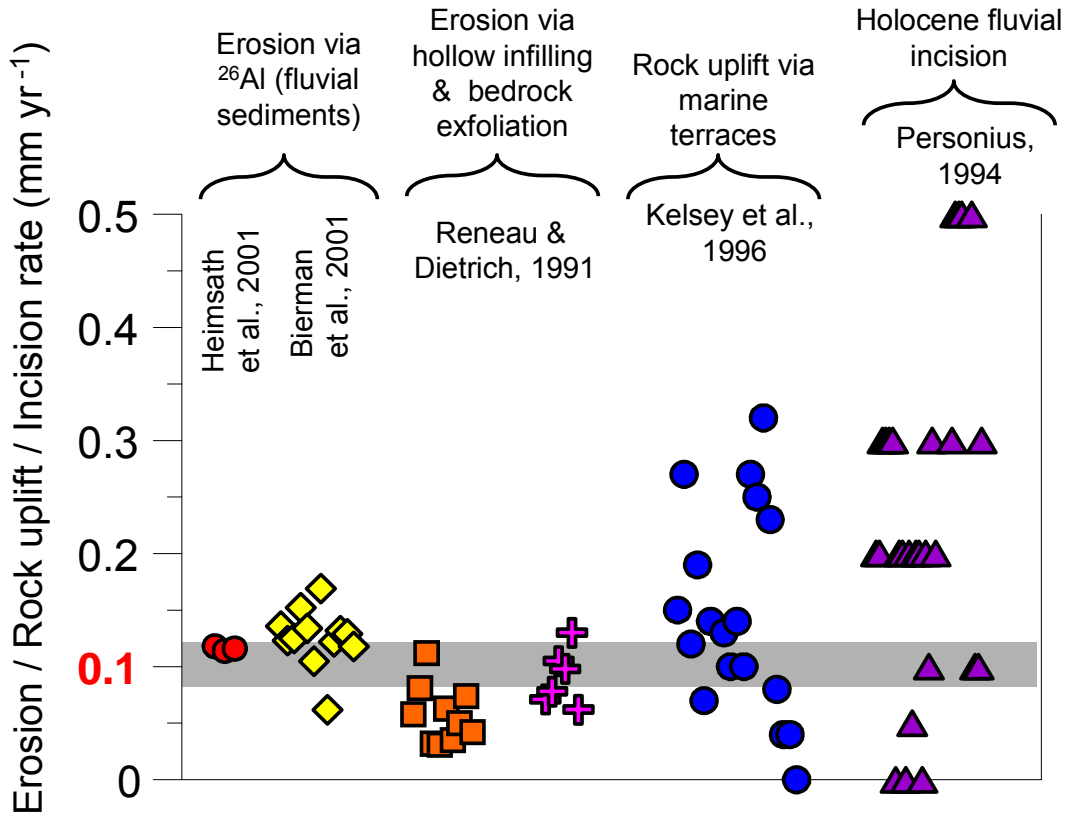 Erosion via
²⁶Al (fluvial
sediments)
Erosion via
hollow infilling
& bedrock
exfoliation
Rock uplift via
marine
terraces
Holocene fluvial
incision
Personius,
1994
Heimsath
et al., 2001
Bierman
et al., 2001
Reneau &
Dietrich, 1991
Kelsey et al.,
1996
Erosion / Rock uplift / Incision rate (mm yr⁻¹)
0.5
0.4
0.3
0.2
0.1
0